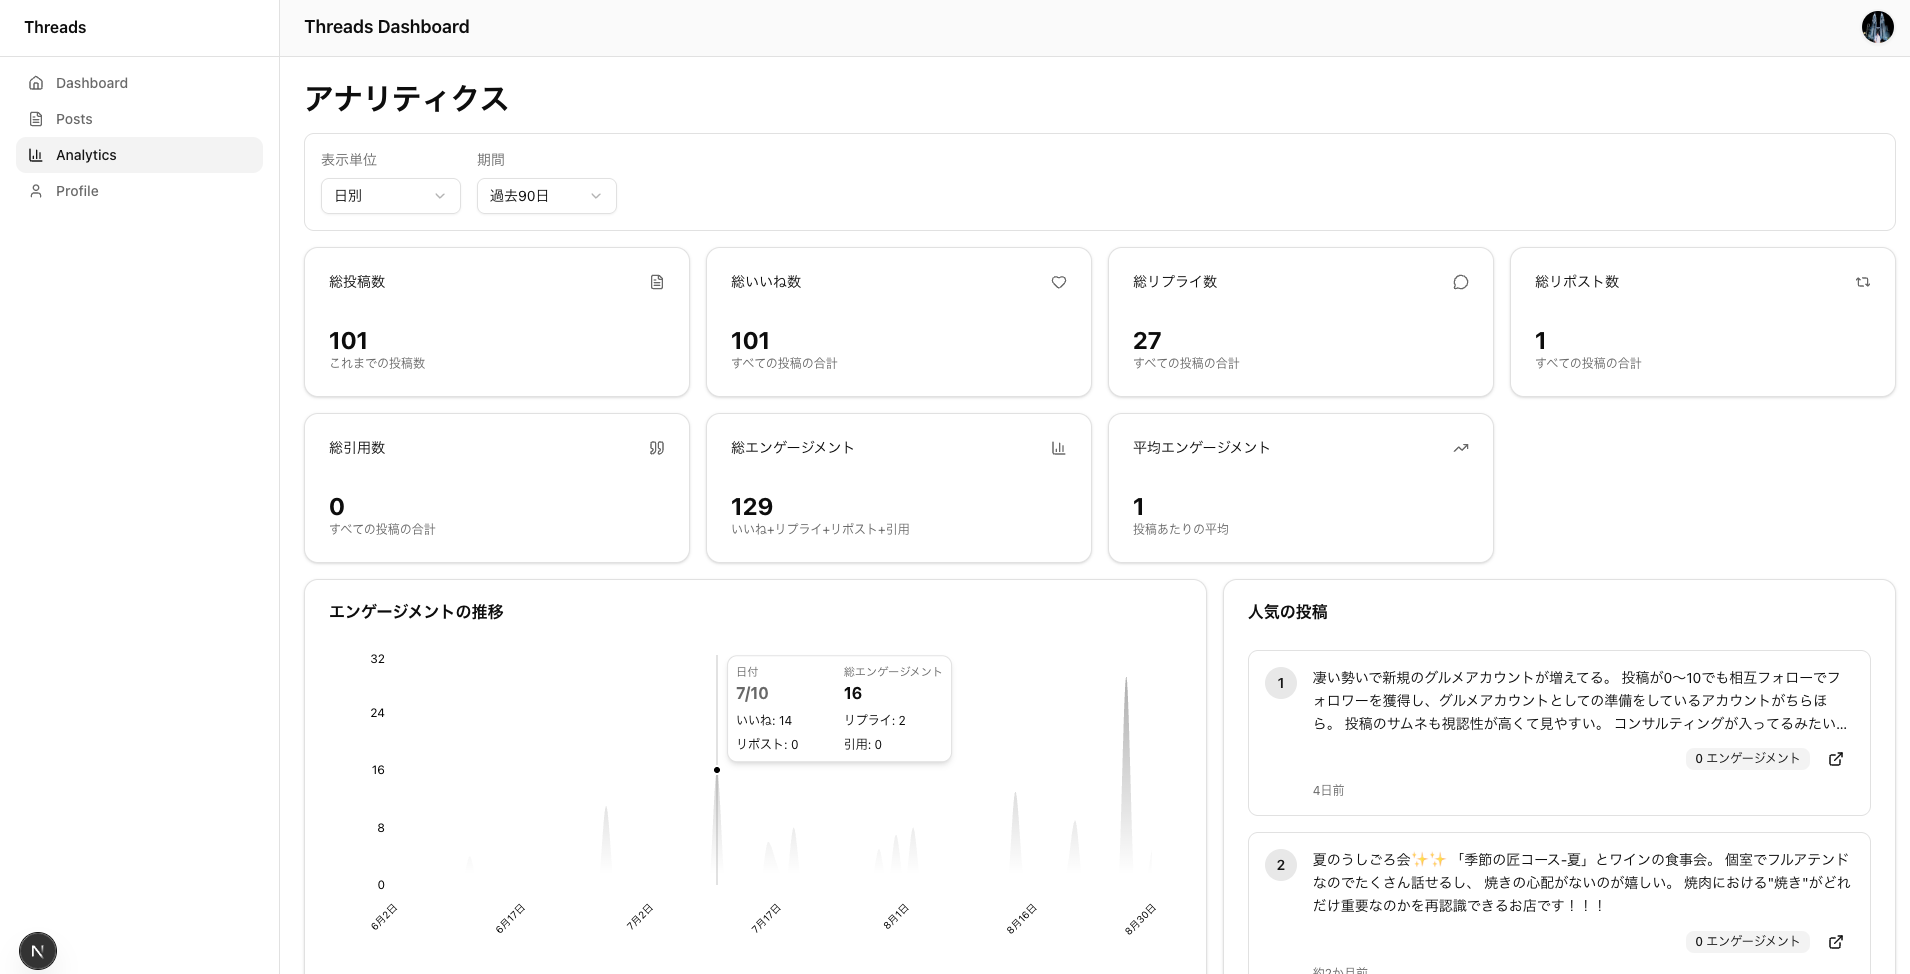 Threads
Threads Dashboard
Dashboard
Posts
Analytics
Profile
アナリティクス
表示単位
期間
日別
過去90日
総投稿数
101
これまでの投稿数
総いいね数
101
すべての投稿の合計
総リプライ数
27
すべての投稿の合計
総リポスト数
1
すべての投稿の合計
総引用数
0
すべての投稿の合計
総エンゲージメント
129
いいね+リプライ+リポスト+引用
平均エンゲージメント
1
投稿あたりの平均
エンゲージメントの推移
32
24
16
8
0
6月2日
6月17日
7月2日
7月17日
8月1日
8月16日
8月30日
日付
総エンゲージメント
7/10
16
いいね: 14
リプライ: 2
リポスト: 0
引用: 0
人気の投稿
1
凄い勢いで新規のグルメアカウントが増えてる。 投稿が0〜10でも相互フォローでフ
ォロワーを獲得し、グルメアカウントとしての準備をしているアカウントがちらほ
ら。 投稿のサムネも視認性が高くて見やすい。 コンサルティングが入ってるみたい...
0 エンゲージメント
4日前
2
夏のうしごろ会✨✨ 「季節の匠コース-夏」とワインの食事会。 個室でフルアテンド
なのでたくさん話せるし、 焼きの心配がないのが嬉しい。 焼肉における"焼き"がどれ
だけ重要なのかを再認識できるお店です！！！
0 エンゲージメント
約2か月前
N